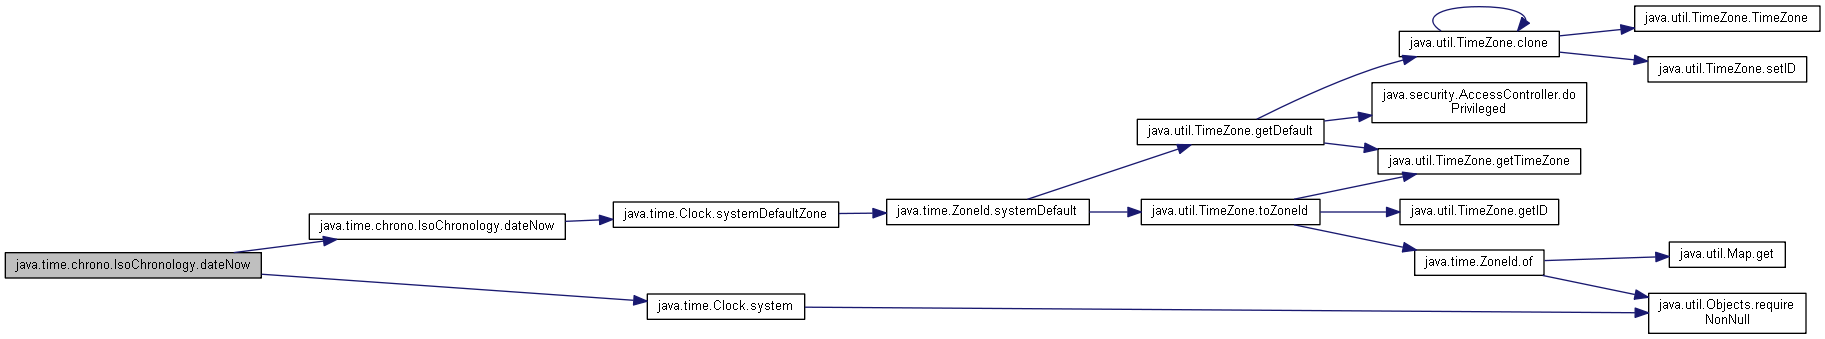 java.util.TimeZone.TimeZone
java.util.TimeZone.clone
java.util.TimeZone.setID
java.security.AccessController.do
Privileged
java.util.TimeZone.getDefault
java.util.TimeZone.getTimeZone
java.time.chrono.IsoChronology.dateNow
java.time.Clock.systemDefaultZone
java.time.ZoneId.systemDefault
java.util.TimeZone.toZoneId
java.util.TimeZone.getID
java.time.chrono.IsoChronology.dateNow
java.time.ZoneId.of
java.util.Map.get
java.time.Clock.system
java.util.Objects.require
NonNull